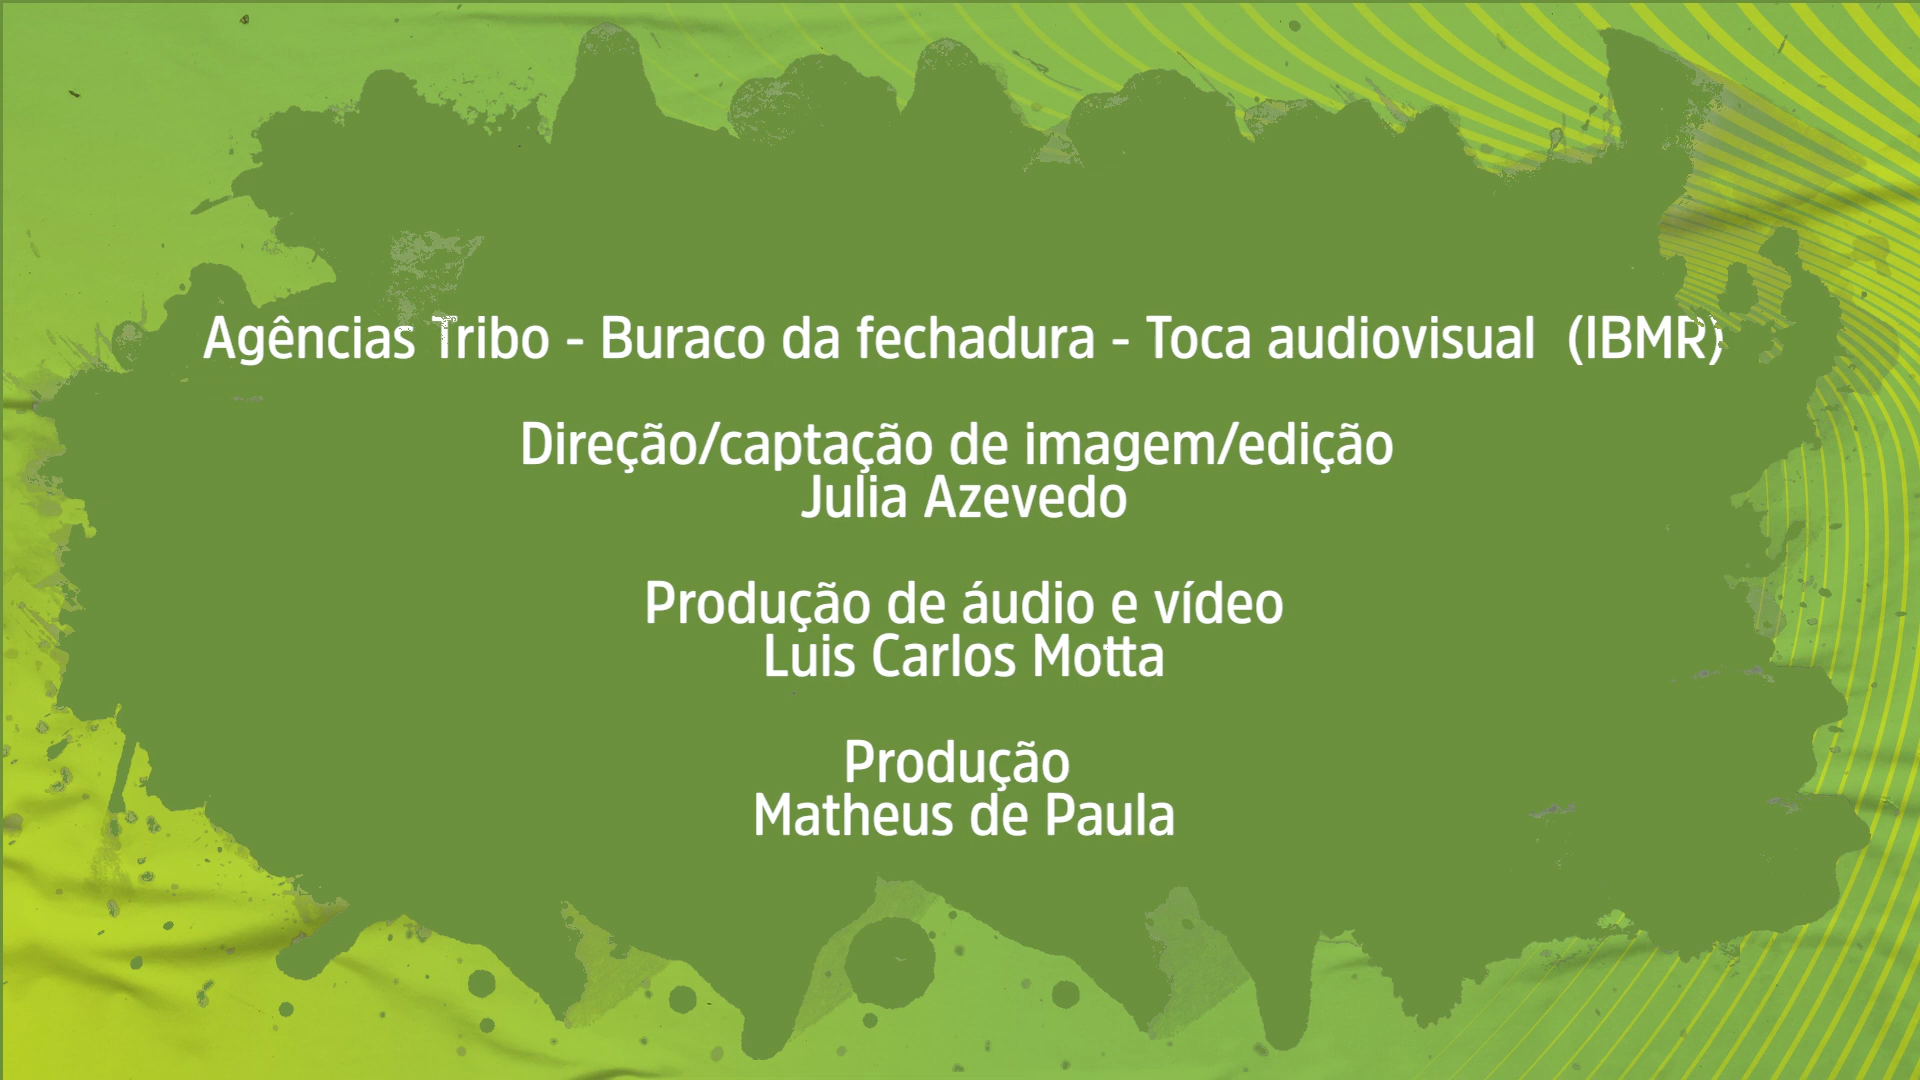 Agências Tribo - Buraco da fechadura - Toca audiovisual (IBMR)
Direção/captação de imagem/edição
Julia Azevedo
Produção de áudio e vídeo
Luis Carlos Motta
Produção
Matheus de Paula